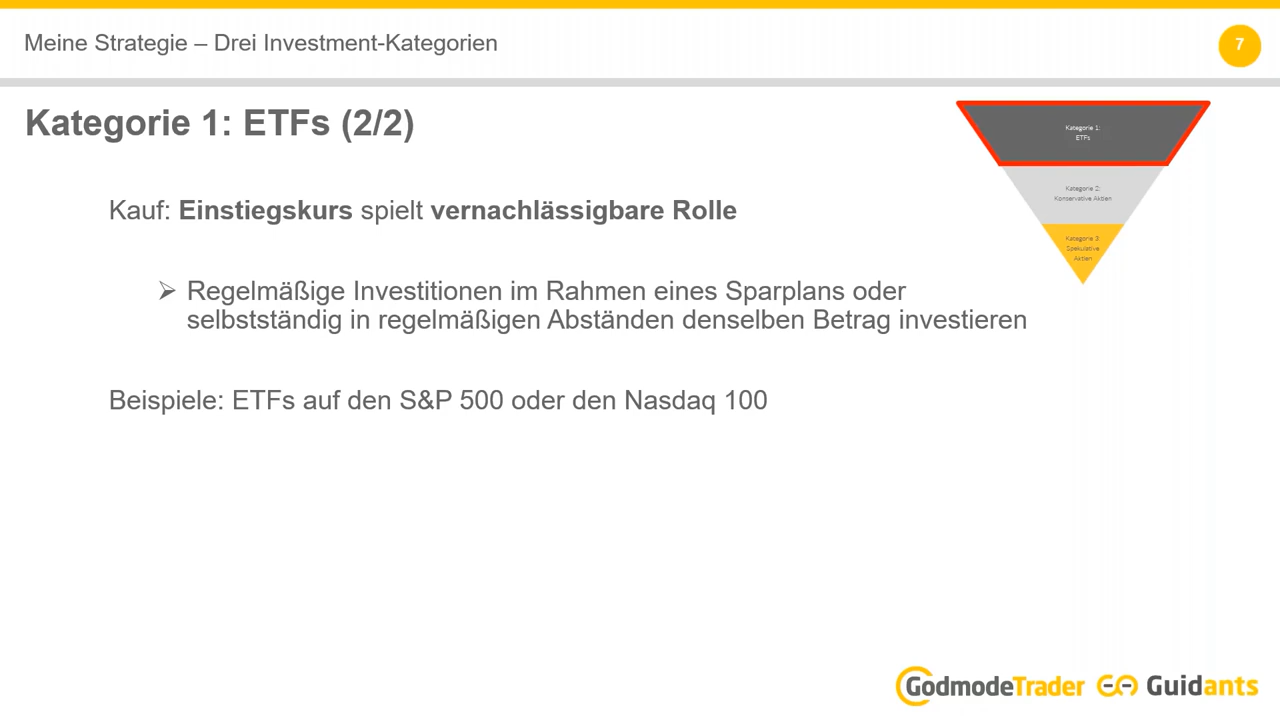 Meine Strategie – Drei Investment-Kategorien
7
Kategorie 1: ETFs (2/2)
Kategorie 1:
ETFs
Kategorie 2:
Konservative Aktien
Kategorie 3:
Spekulative
Aktien
Kauf: Einstiegskurs spielt vernachlässigbare Rolle
➢ Regelmäßige Investitionen im Rahmen eines Sparplans oder
selbstständig in regelmäßigen Abständen denselben Betrag investieren
Beispiele: ETFs auf den S&P 500 oder den Nasdaq 100
GodmodeTrader Guidants